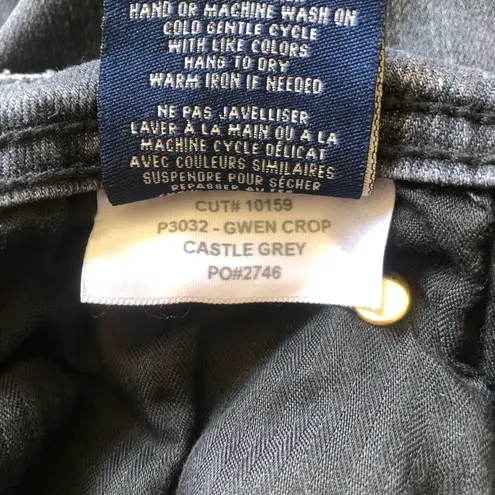 HAND OR MACHINE WASH ON
COLD GENTLE CYCLE
WITH LIKE COLORS
HANG TO DRY
WARM IRON IF NEEDED
NE PAS JAVELLISER
LAVER À LA MAIN OU A LA
MACHINE CYCLE DÉLICAT
AVEC COULEURS SIMILAIRES
SUSPENDRE POUR SÉCHER
REPASSER AU
CUT# 10159
P3032 - GWEN CROP
CASTLE GREY
PO#2746